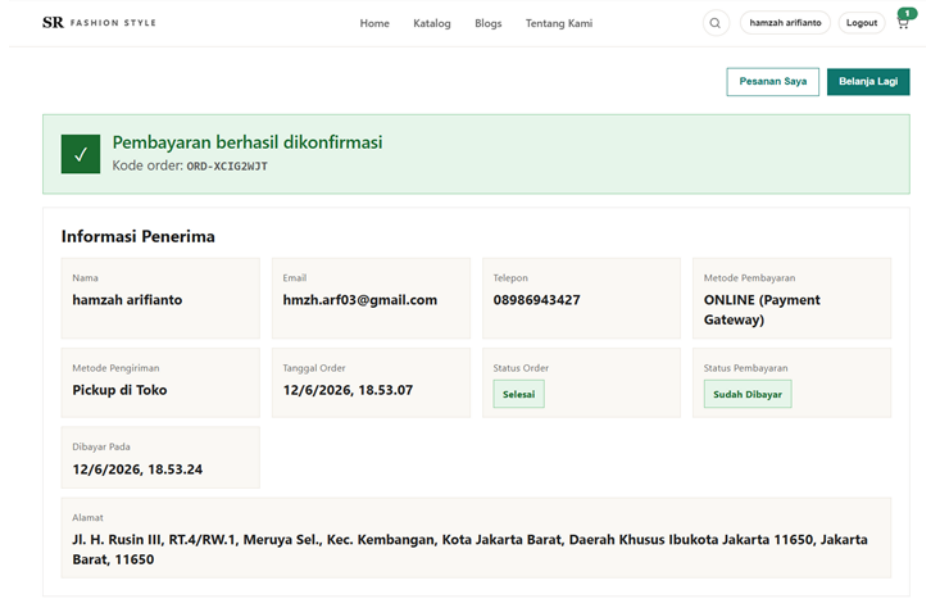 SR FASHION STYLE
Home Katalog Blogs Tentang Kami
hamzah arifianto Logout 1
Pesanan Saya Belanja Lagi
Pembayaran berhasil dikonfirmasi
Kode order: ORD-XCIG2WJT
Informasi Penerima
Nama
hamzah arifianto
Email
hmzh.arf03@gmail.com
Telepon
08986943427
Metode Pembayaran
ONLINE (Payment
Gateway)
Metode Pengiriman
Pickup di Toko
Tanggal Order
12/6/2026, 18.53.07
Status Order
Selesai
Status Pembayaran
Sudah Dibayar
Dibayar Pada
12/6/2026, 18.53.24
Alamat
Jl. H. Rusin III, RT.4/RW.1, Meruya Sel., Kec. Kembangan, Kota Jakarta Barat, Daerah Khusus Ibukota Jakarta 11650, Jakarta
Barat, 11650